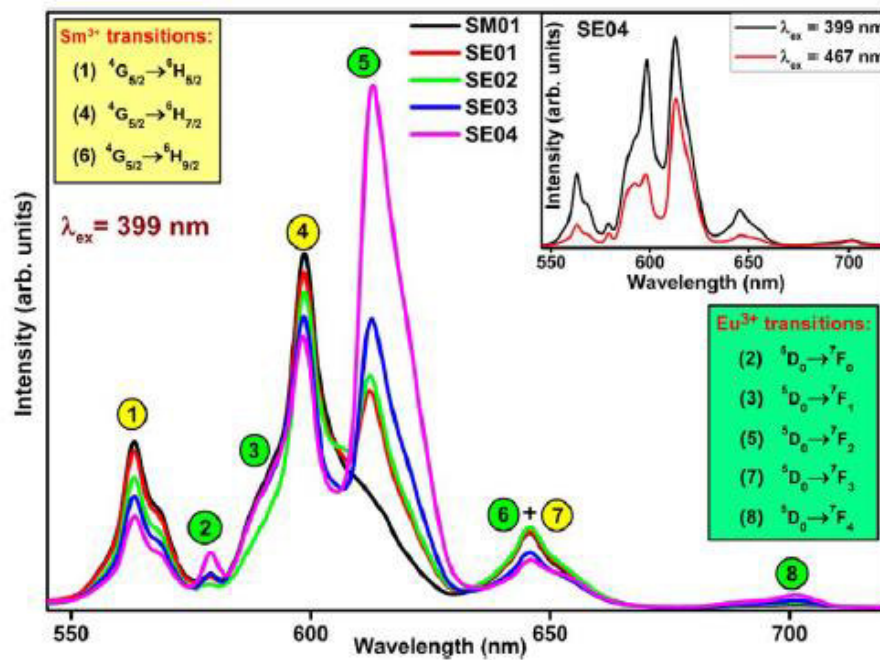 Sm³⁺ transitions:
(1) ⁴G₅/₂→⁶H₅/₂
(4) ⁴G₅/₂→⁶H₇/₂
(6) ⁴G₅/₂→⁶H₉/₂
λex = 399 nm
SM01
SE01
SE02
SE03
SE04
SE04
λex = 399 nm
λex = 467 nm
Intensity (arb. units)
550 600 650 700
Wavelength (nm)
Eu³⁺ transitions:
(2) ⁵D₀→⁷F₀
(3) ⁵D₀→⁷F₁
(5) ⁵D₀→⁷F₂
(7) ⁵D₀→⁷F₃
(8) ⁵D₀→⁷F₄
1
2
3
4
5
6 + 7
8
Intensity (arb. units)
550 600 650 700
Wavelength (nm)